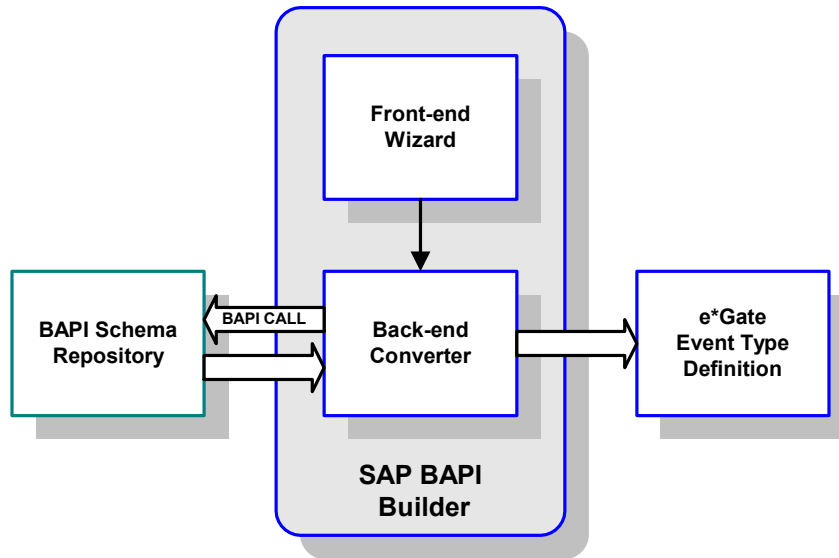 Front-end
Wizard
BAPI Schema
Repository
BAPI CALL
Back-end
Converter
e*Gate
Event Type
Definition
SAP BAPI
Builder